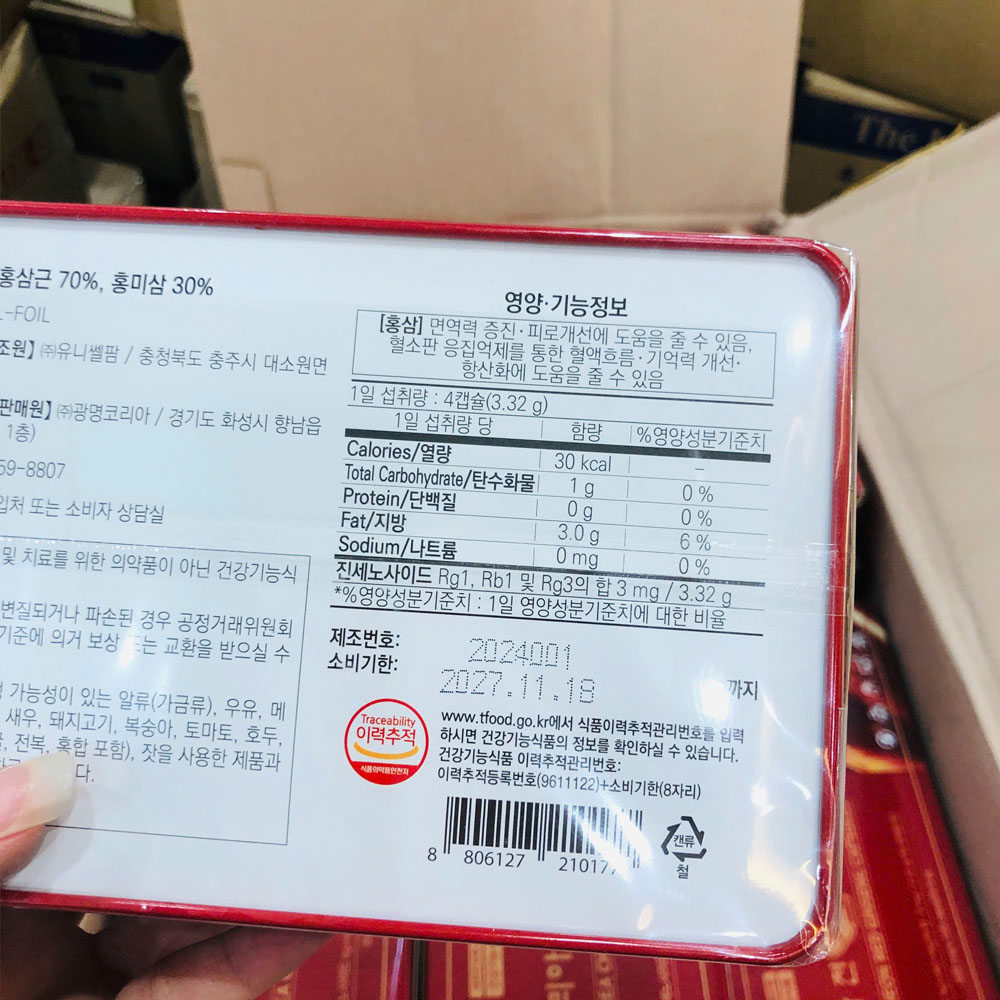 홍삼근 70%, 홍미삼 30%
L-FOIL
조원】 ㈜유니쎌팜 / 충청북도 충주시 대소원면
판매원】 ㈜광명코리아 / 경기도 화성시 향남읍
1층)
59-8807
입처 또는 소비자 상담실
및 치료를 위한 의약품이 아닌 건강기능식
변질되거나 파손된 경우 공정거래위원회
기준에 의거 보상 또는 교환을 받으실 수
가능성이 있는 알류(가금류), 우유, 메
새우, 돼지고기, 복숭아, 토마토, 호두,
전복, 홍합 포함), 잣을 사용한 제품과
다.
영양·기능정보
[홍삼] 면역력 증진·피로개선에 도움을 줄 수 있음,
혈소판 응집억제를 통한 혈액흐름·기억력 개선·
항산화에 도움을 줄 수 있음
1일 섭취량 : 4캡슐(3.32 g)
1일 섭취량 당 함량 %영양성분기준치
Calories/열량 30 kcal –
Total Carbohydrate/탄수화물 1 g 0 %
Protein/단백질 0 g 0 %
Fat/지방 3.0 g 6 %
Sodium/나트륨 0 mg 0 %
진세노사이드 Rg1, Rb1 및 Rg3의 합 3 mg / 3.32 g
*%영양성분기준치 : 1일 영양성분기준치에 대한 비율
제조번호: 2024001
소비기한: 2027.11.18 까지
Traceability
이력추적
식품의약품안전처
www.tfood.go.kr에서 식품이력추적관리번호를 입력
하시면 건강기능식품의 정보를 확인하실 수 있습니다.
건강기능식품 이력추적관리번호:
이력추적등록번호(9611122)+소비기한(8자리)
8 806127 210177
캔류
철
The